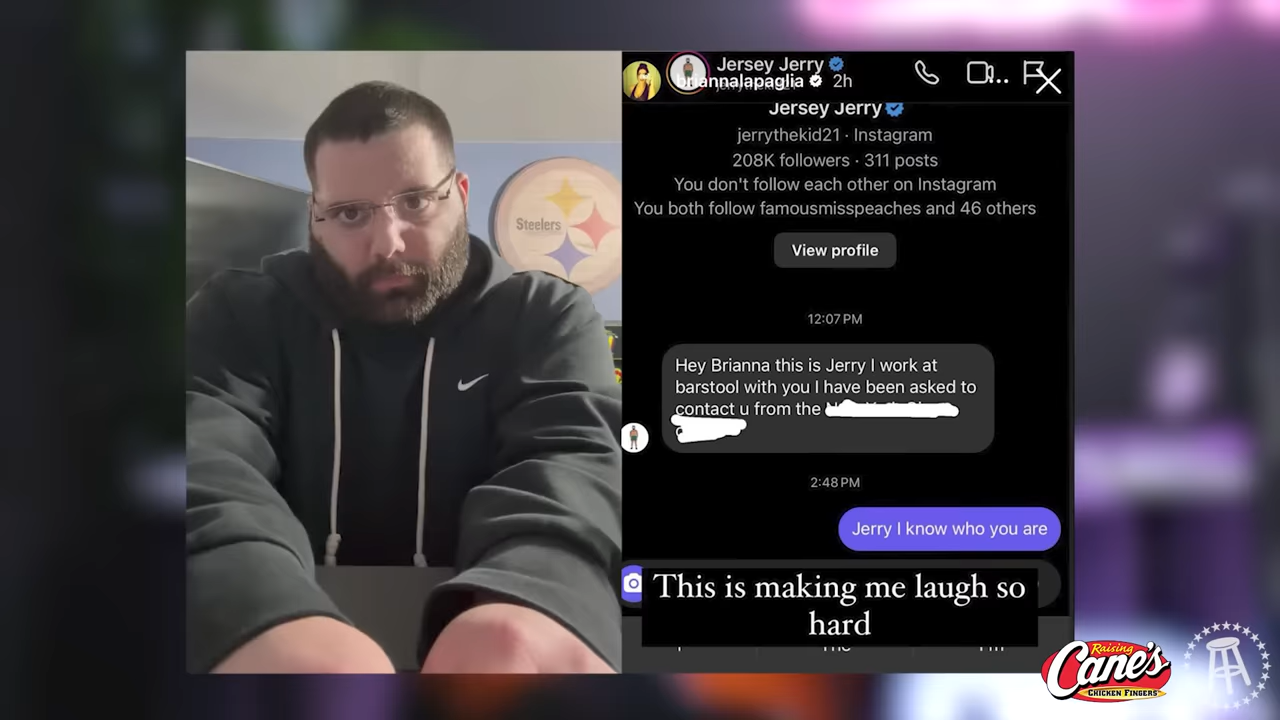 Steelers
Jersey Jerry
briannalapaglia 2h
Jersey Jerry
jerrythekid21 · Instagram
208K followers · 311 posts
You don't follow each other on Instagram
You both follow famousmisspeaches and 46 others
View profile
12:07 PM
Hey Brianna this is Jerry I work at
barstool with you I have been asked to
contact u from the
2:48 PM
Jerry I know who you are
This is making me laugh so
hard
Raising
Cane's
CHICKEN FINGERS